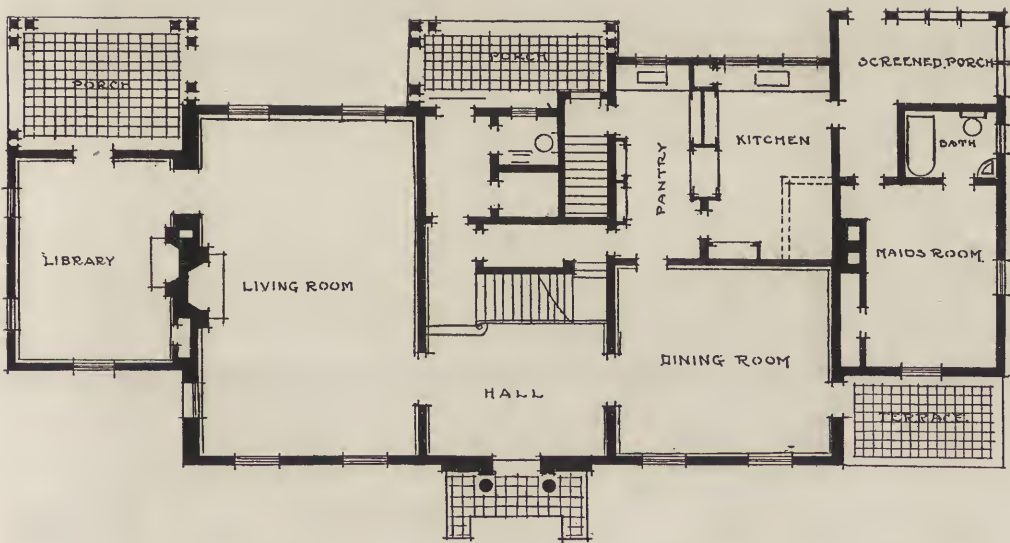 PORCH
PORCH
SCREENED PORCH
KITCHEN
BATH
PANTRY
LIBRARY
LIVING ROOM
MAIDS ROOM.
DINING ROOM
HALL
TERRACE.